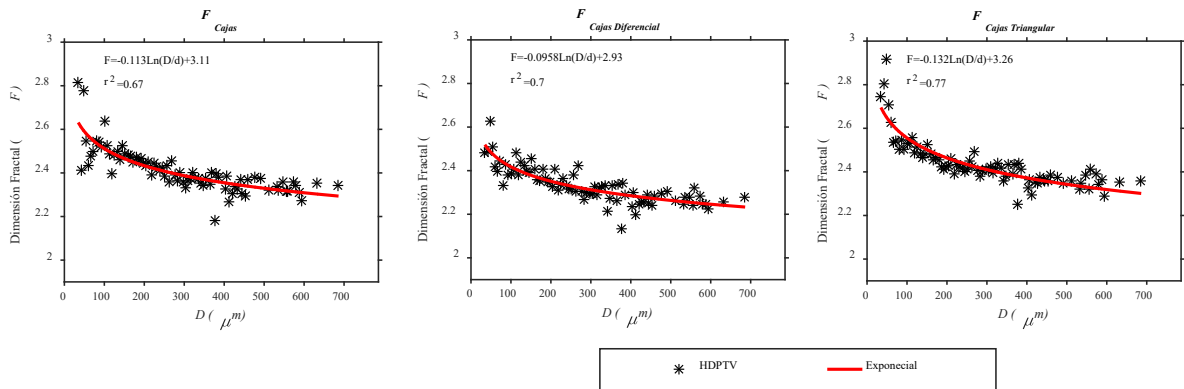 F
Cajas
Dimensión Fractal ( F )
3
2.8
2.6
2.4
2.2
2
F=-0.113Ln(D/d)+3.11
r 2 =0.67
0 100 200 300 400 500 600 700
D ( μm)
F
Cajas Diferencial
Dimensión Fractal ( F )
3
2.8
2.6
2.4
2.2
2
F=-0.0958Ln(D/d)+2.93
r 2 =0.7
0 100 200 300 400 500 600 700
D ( μm)
F
Cajas Triangular
Dimensión Fractal ( F )
3
2.8
2.6
2.4
2.2
2
F=-0.132Ln(D/d)+3.26
r 2 =0.77
0 100 200 300 400 500 600 700
D ( μm)
HDPTV Exponecial